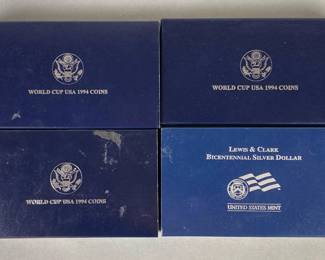 WORLD CUP USA 1994 COINS
WORLD CUP USA 1994 COINS
WORLD CUP USA 1994 COINS
LEWIS & CLARK
BICENTENNIAL SILVER DOLLAR
UNITED STATES MINT